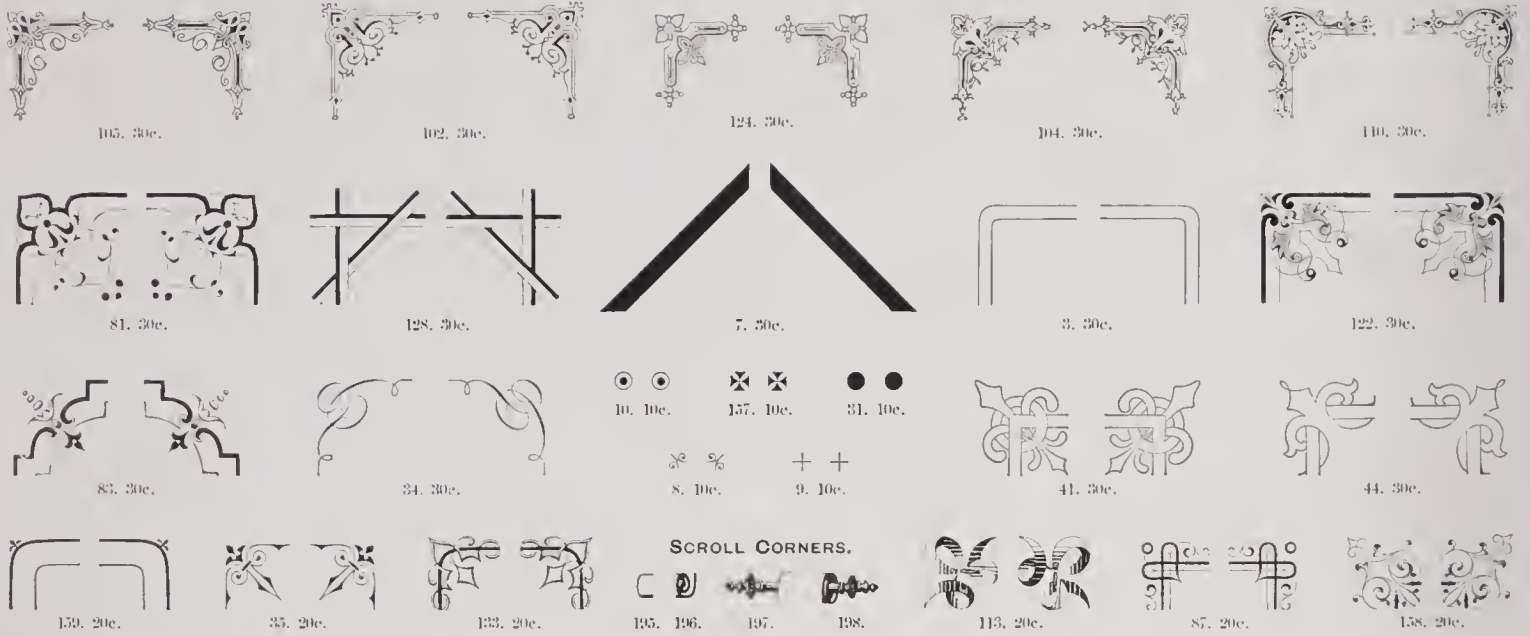 105. 30c. 102. 30c. 124. 30c. 104. 30c. 110. 30c.
81. 30c. 128. 30c. 7. 30c. 3. 30c. 122. 30c.
10. 10c. 157. 10c. 31. 10c.
83. 30c. 34. 30c. 8. 10c. 9. 10c. 41. 30c. 44. 30c.
SCROLL CORNERS.
159. 20c. 35. 20c. 133. 20c. 195. 196. 197. 198. 113. 20c. 87. 20c. 158. 20c.